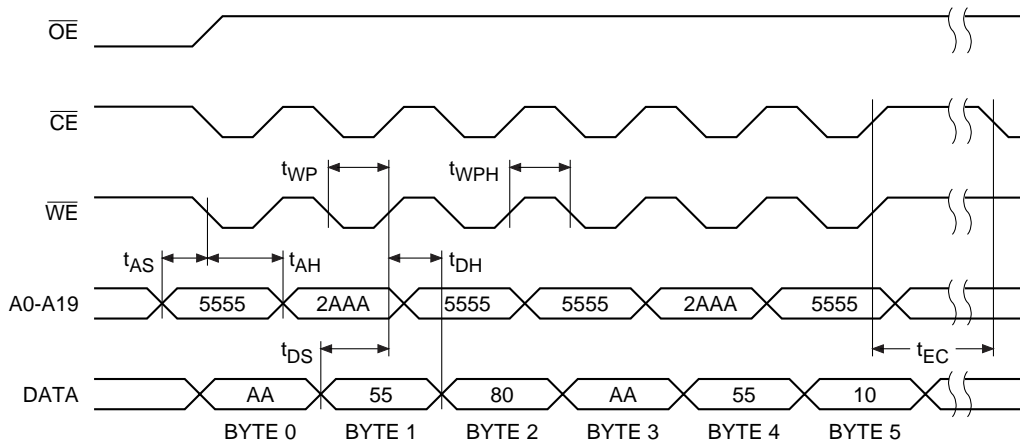 OE
CE
tWP
tWPH
WE
tAS
tAH
tDH
A0-A19
5555
2AAA
5555
5555
2AAA
5555
tDS
tEC
DATA
AA
55
80
AA
55
10
BYTE 0
BYTE 1
BYTE 2
BYTE 3
BYTE 4
BYTE 5